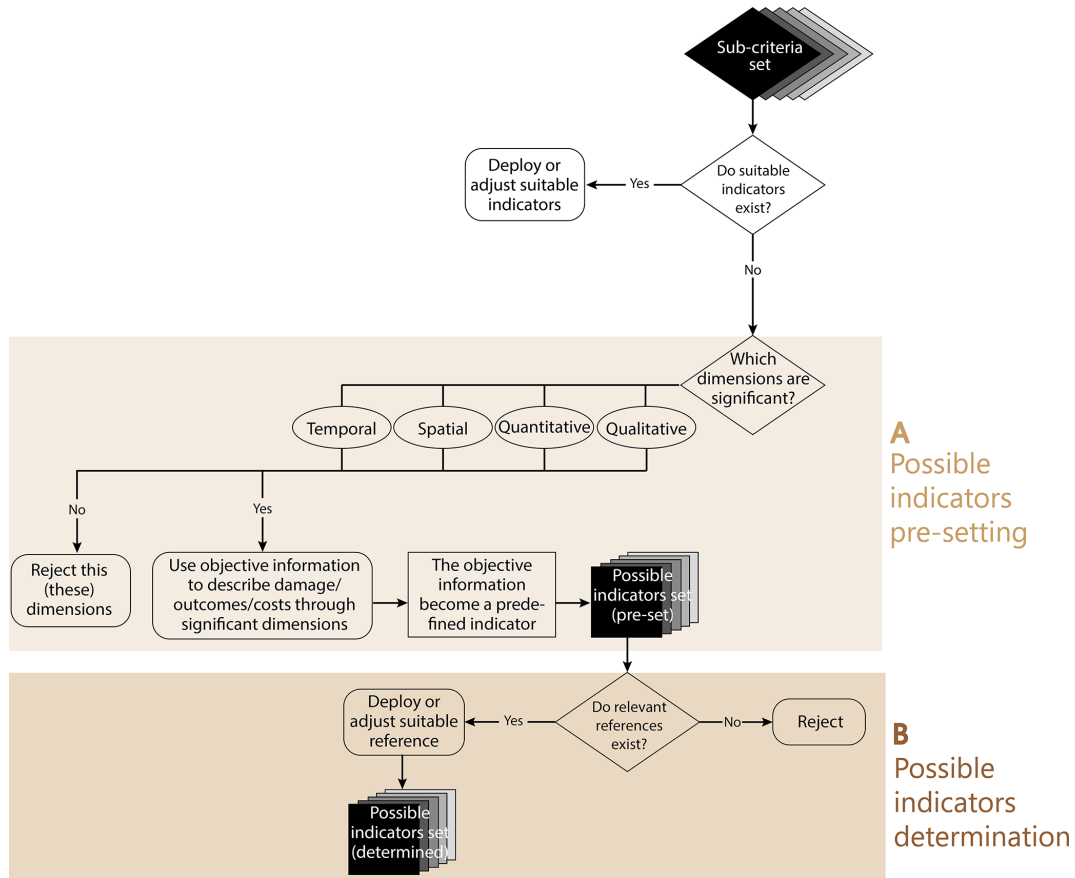 Sub-criteria
set
Do suitable
indicators
exist?
Yes
Deploy or
adjust suitable
indicators
No
Which
dimensions are
significant?
Temporal
Spatial
Quantitative
Qualitative
A
Possible
indicators
pre-setting
No
Yes
Reject this
(these)
dimensions
Use objective information
to describe damage/
outcomes/costs through
significant dimensions
The objective
information
become a prede-
fined indicator
Possible
indicators set
(pre-set)
Do relevant
references
exist?
Yes
Deploy or
adjust suitable
reference
No
Reject
Possible
indicators set
(determined)
B
Possible
indicators
determination